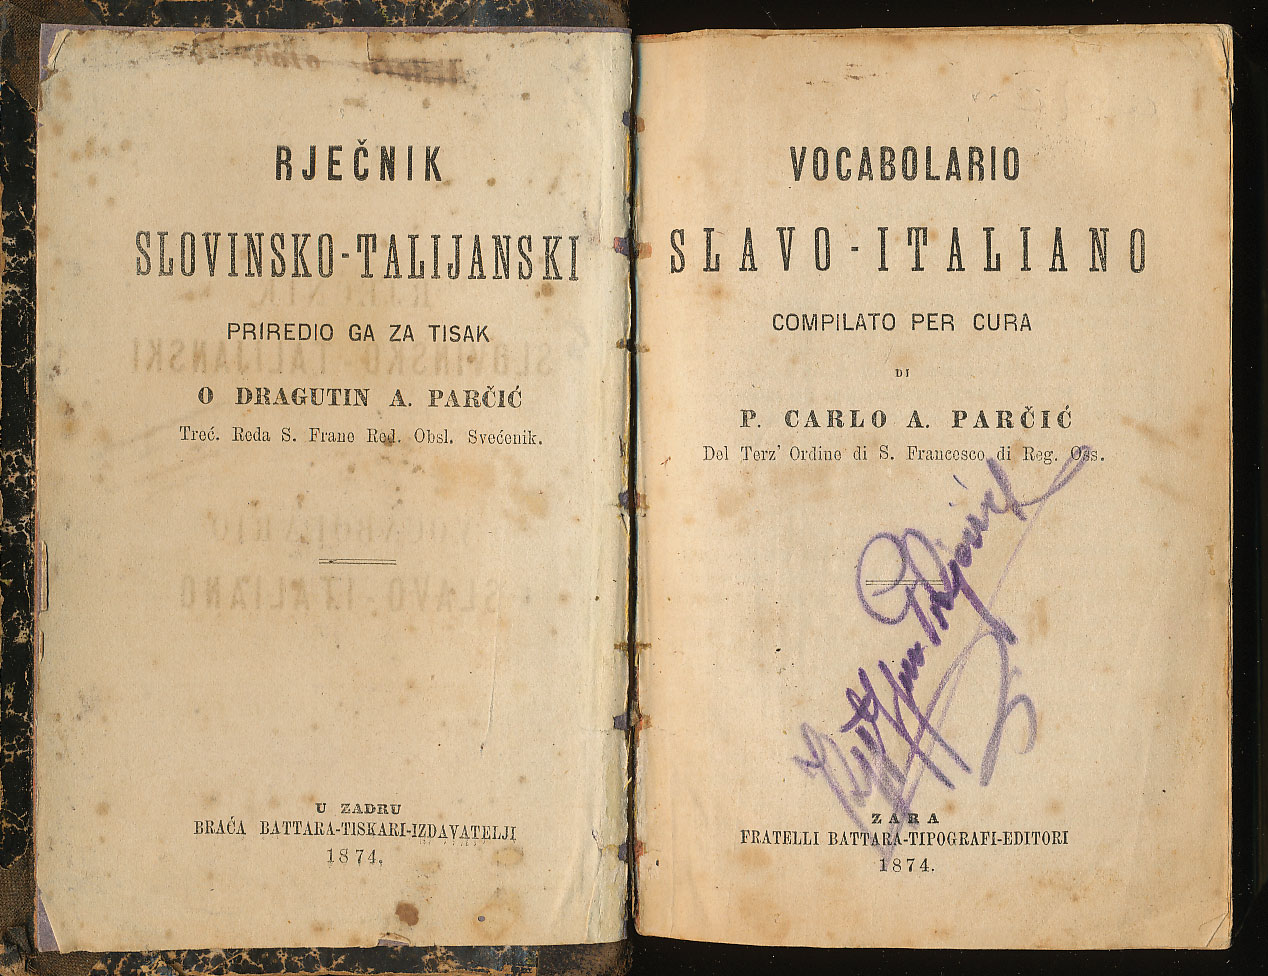 RJEČNIK
SLOVINSKO-TALIJANSKI
PRIREDIO GA ZA TISAK
O DRAGUTIN A. PARČIĆ
Treć. Reda S. Frane Red. Obsl. Svećenik.
U ZADRU
BRAĆA BATTARA-TISKARI-IZDAVATELJI
1874.
VOCABOLARIO
SLAVO-ITALIANO
COMPILATO PER CURA
DI
P. CARLO A. PARČIĆ
Del Terz' Ordine di S. Francesco di Reg. Oss.
ZARA
FRATELLI BATTARA-TIPOGRAFI-EDITORI
1874.